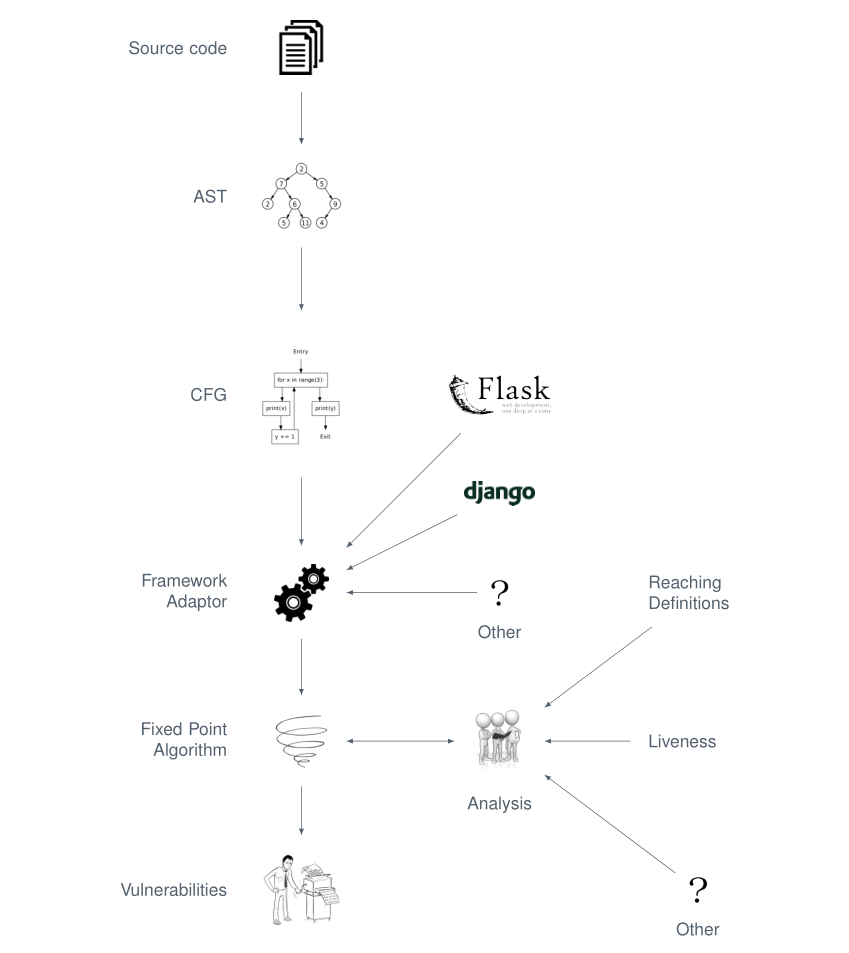 Source code
AST
2
7
5
2
6
9
5
11
4
CFG
Entry
for x in range(3):
print(x)
print(y)
y += 1
Exit
Flask
web development,
one drop at a time
django
Framework
Adaptor
?
Other
Reaching
Definitions
Fixed Point
Algorithm
Analysis
Liveness
Vulnerabilities
?
Other